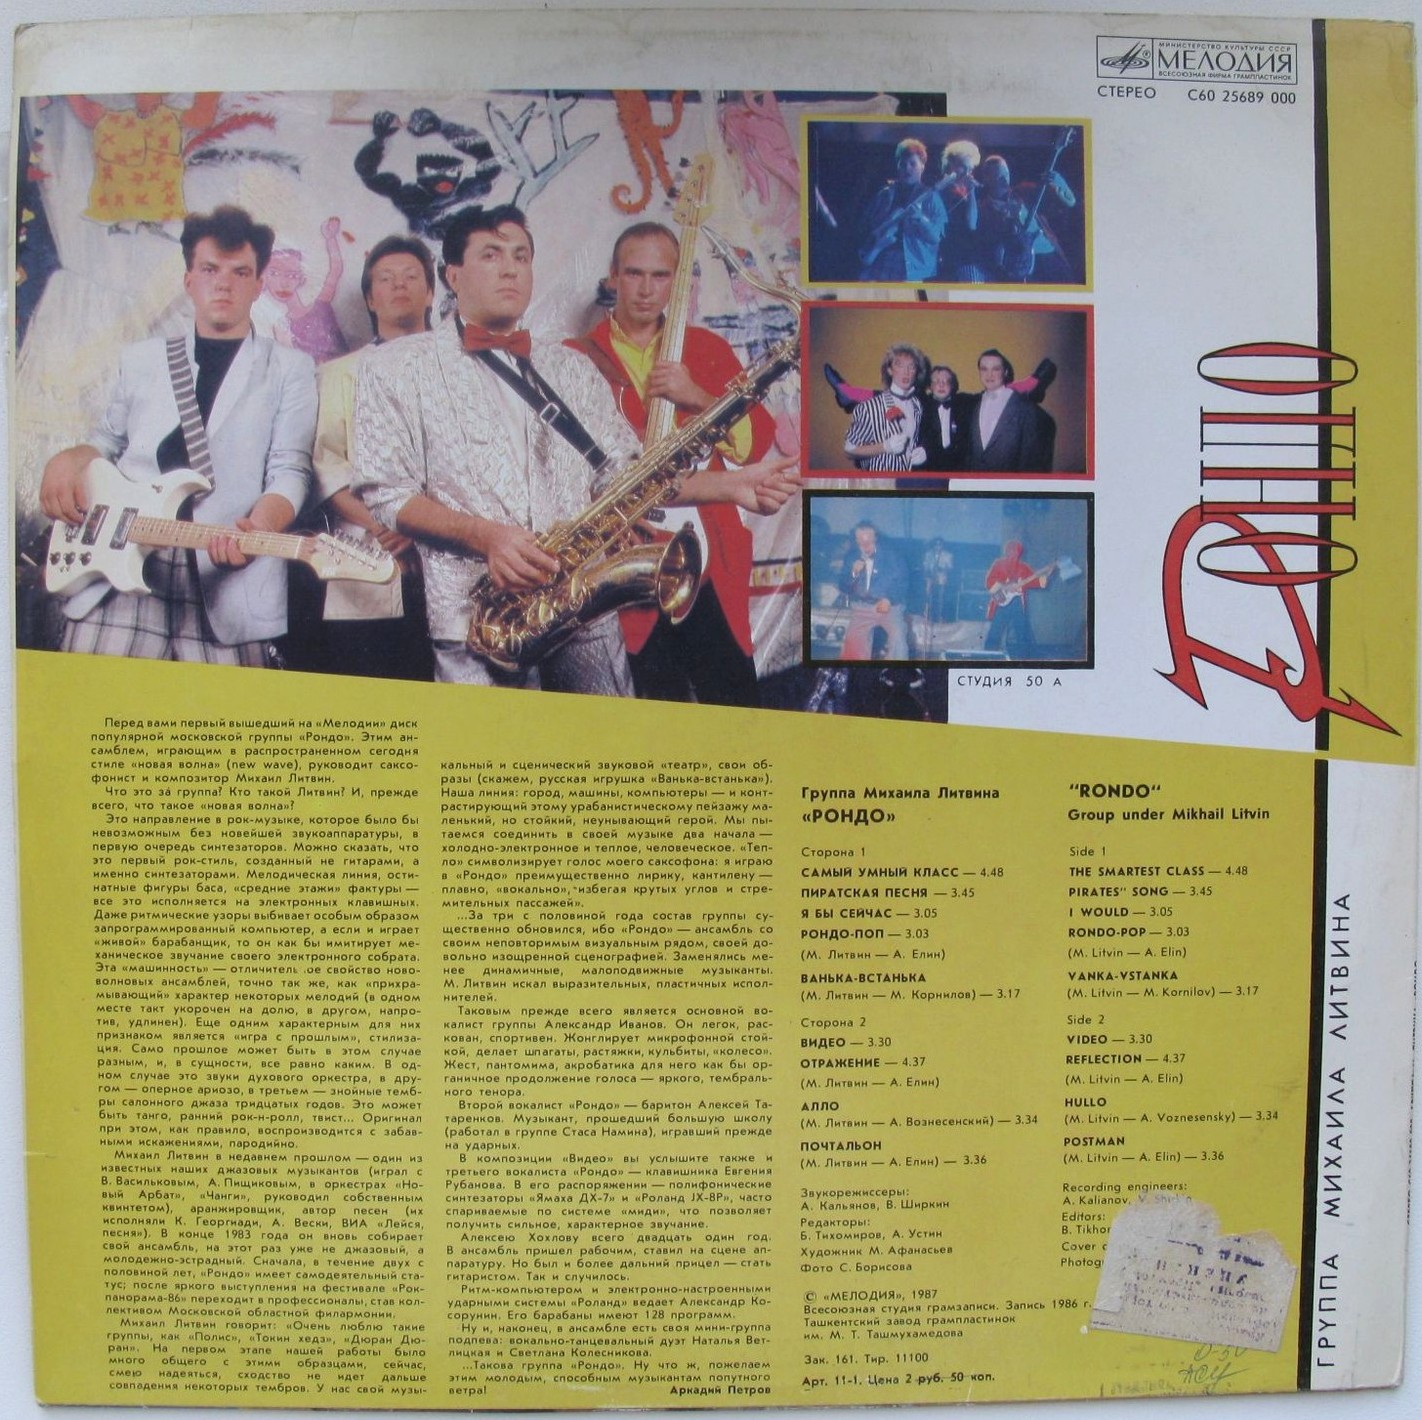 МИНИСТЕРСТВО КУЛЬТУРЫ СССР
МЕЛОДИЯ
ВСЕСОЮЗНАЯ ФИРМА ГРАМПЛАСТИНОК
СТЕРЕО С60 25689 000
РОНДО
СТУДИЯ 50 А
ГРУППА МИХАИЛА ЛИТВИНА
Перед вами первый вышедший на «Мелодии» диск
популярной московской группы «Рондо». Этим ан-
самблем, играющим в распространенном сегодня
стиле «новая волна» (new wave), руководит саксо-
фонист и композитор Михаил Литвин.
Что это за́ группа? Кто такой Литвин? И, прежде
всего, что такое «новая волна»?
Это направление в рок-музыке, которое было бы
невозможным без новейшей звукоаппаратуры, в
первую очередь синтезаторов. Можно сказать, что
это первый рок-стиль, созданный не гитарами, а
именно синтезаторами. Мелодическая линия, ости-
натные фигуры баса, «средние этажи» фактуры —
все это исполняется на электронных клавишных.
Даже ритмические узоры выбивает особым образом
запрограммированный компьютер, а если и играет
«живой» барабанщик, то он как бы имитирует ме-
ханическое звучание своего электронного собрата.
Эта «машинность» — отличитель ое свойство ново-
волновых ансамблей, точно так же, как «прихра-
мывающий» характер некоторых мелодий (в одном
месте такт укорочен на долю, в другом, напро-
тив, удлинен). Еще одним характерным для них
признаком является «игра с прошлым», стилиза-
ция. Само прошлое может быть в этом случае
разным, и, в сущности, все равно каким. В од-
ном случае это звуки духового оркестра, в дру-
гом — оперное ариозо, в третьем — знойные темб-
ры салонного джаза тридцатых годов. Это может
быть танго, ранний рок-н-ролл, твист... Оригинал
при этом, как правило, воспроизводится с забав-
ными искажениями, пародийно.
Михаил Литвин в недавнем прошлом — один из
известных наших джазовых музыкантов (играл с
В. Васильковым, А. Пищиковым, в оркестрах «Но-
вый Арбат», «Чанги», руководил собственным
квинтетом), аранжировщик, автор песен (их
исполняли К. Георгиади, А. Вески, ВИА «Лейся,
песня»). В конце 1983 года он вновь собирает
свой ансамбль, на этот раз уже не джазовый, а
молодежно-эстрадный. Сначала, в течение двух с
половиной лет, «Рондо» имеет самодеятельный ста-
тус; после яркого выступления на фестивале «Рок-
панорама-86» переходит в профессионалы, став кол-
лективом Московской областной филармонии.
Михаил Литвин говорит: «Очень люблю такие
группы, как «Полис», «Токин хедз», «Дюран Дю-
ран». На первом этапе нашей работы было
много общего с этими образцами, сейчас,
смею надеяться, сходство не идет дальше
совпадения некоторых тембров. У нас свой музы-
кальный и сценический звуковой «театр», свои об-
разы (скажем, русская игрушка «Ванька-встанька»).
Наша линия: город, машины, компьютеры — и конт-
растирующий этому урабанистическому пейзажу ма-
ленький, но стойкий, неунывающий герой. Мы пы-
таемся соединить в своей музыке два начала —
холодно-электронное и теплое, человеческое. «Теп-
ло» символизирует голос моего саксофона: я играю
в «Рондо» преимущественно лирику, кантилену —
плавно, «вокально», избегая крутых углов и стре-
мительных пассажей».
...За три с половиной года состав группы су-
щественно обновился, ибо «Рондо» — ансамбль со
своим неповторимым визуальным рядом, своей до-
вольно изощренной сценографией. Заменялись ме-
нее динамичные, малоподвижные музыканты.
М. Литвин искал выразительных, пластичных испол-
нителей.
Таковым прежде всего является основной во-
калист группы Александр Иванов. Он легок, рас-
кован, спортивен. Жонглирует микрофонной стой-
кой, делает шпагаты, растяжки, кульбиты, «колесо».
Жест, пантомима, акробатика для него как бы ор-
ганичное продолжение голоса — яркого, тембраль-
ного тенора.
Второй вокалист «Рондо» — баритон Алексей Та-
таренков. Музыкант, прошедший большую школу
(работал в группе Стаса Намина), игравший прежде
на ударных.
В композиции «Видео» вы услышите также и
третьего вокалиста «Рондо» — клавишника Евгения
Рубанова. В его распоряжении — полифонические
синтезаторы «Ямаха ДХ-7» и «Роланд JX-8P», часто
спариваемые по системе «миди», что позволяет
получить сильное, характерное звучание.
Алексею Хохлову всего двадцать один год.
В ансамбль пришел рабочим, ставил на сцене ап-
паратуру. Но был и более дальний прицел — стать
гитаристом. Так и случилось.
Ритм-компьютером и электронно-настроенными
ударными системы «Роланд» ведает Александр Ко-
сорунин. Его барабаны имеют 128 программ.
Ну и, наконец, в ансамбле есть своя мини-группа
подпева: вокально-танцевальный дуэт Наталья Вет-
лицкая и Светлана Колесникова.
...Такова группа «Рондо». Ну что ж, пожелаем
этим молодым, способным музыкантам попутного
ветра! Аркадий Петров
Группа Михаила Литвина
«РОНДО»
Сторона 1
САМЫЙ УМНЫЙ КЛАСС — 4.48
ПИРАТСКАЯ ПЕСНЯ — 3.45
Я БЫ СЕЙЧАС — 3.05
РОНДО-ПОП — 3.03
(М. Литвин — А. Елин)
ВАНЬКА-ВСТАНЬКА
(М. Литвин — М. Корнилов) — 3.17
Сторона 2
ВИДЕО — 3.30
ОТРАЖЕНИЕ — 4.37
(М. Литвин — А. Елин)
АЛЛО
(М. Литвин — А. Вознесенский) — 3.34
ПОЧТАЛЬОН
(М. Литвин — А. Елин) — 3.36
Звукорежиссеры:
А. Кальянов, В. Ширкин
Редакторы:
Б. Тихомиров, А. Устин
Художник М. Афанасьев
Фото С. Борисова
© «МЕЛОДИЯ», 1987
Всесоюзная студия грамзаписи. Запись 1986 г.
Ташкентский завод грампластинок
им. М. Т. Ташмухамедова
Зак. 161. Тир. 11100
Арт. 11-1. Цена 2 руб. 50 коп.
“RONDO“
Group under Mikhail Litvin
Side 1
THE SMARTEST CLASS — 4.48
PIRATES" SONG — 3.45
I WOULD — 3.05
RONDO-POP — 3.03
(M. Litvin — A. Elin)
VANKA-VSTANKA
(M. Litvin — M. Kornilov) — 3.17
Side 2
VIDEO — 3.30
REFLECTION — 4.37
(M. Litvin — A. Elin)
HULLO
(M. Litvin — A. Voznesensky) — 3.34
POSTMAN
(M. Litvin — A. Elin) — 3.36
Recording engineers:
A. Kalianov,
Editors:
B. Tikho
Cover
Photog